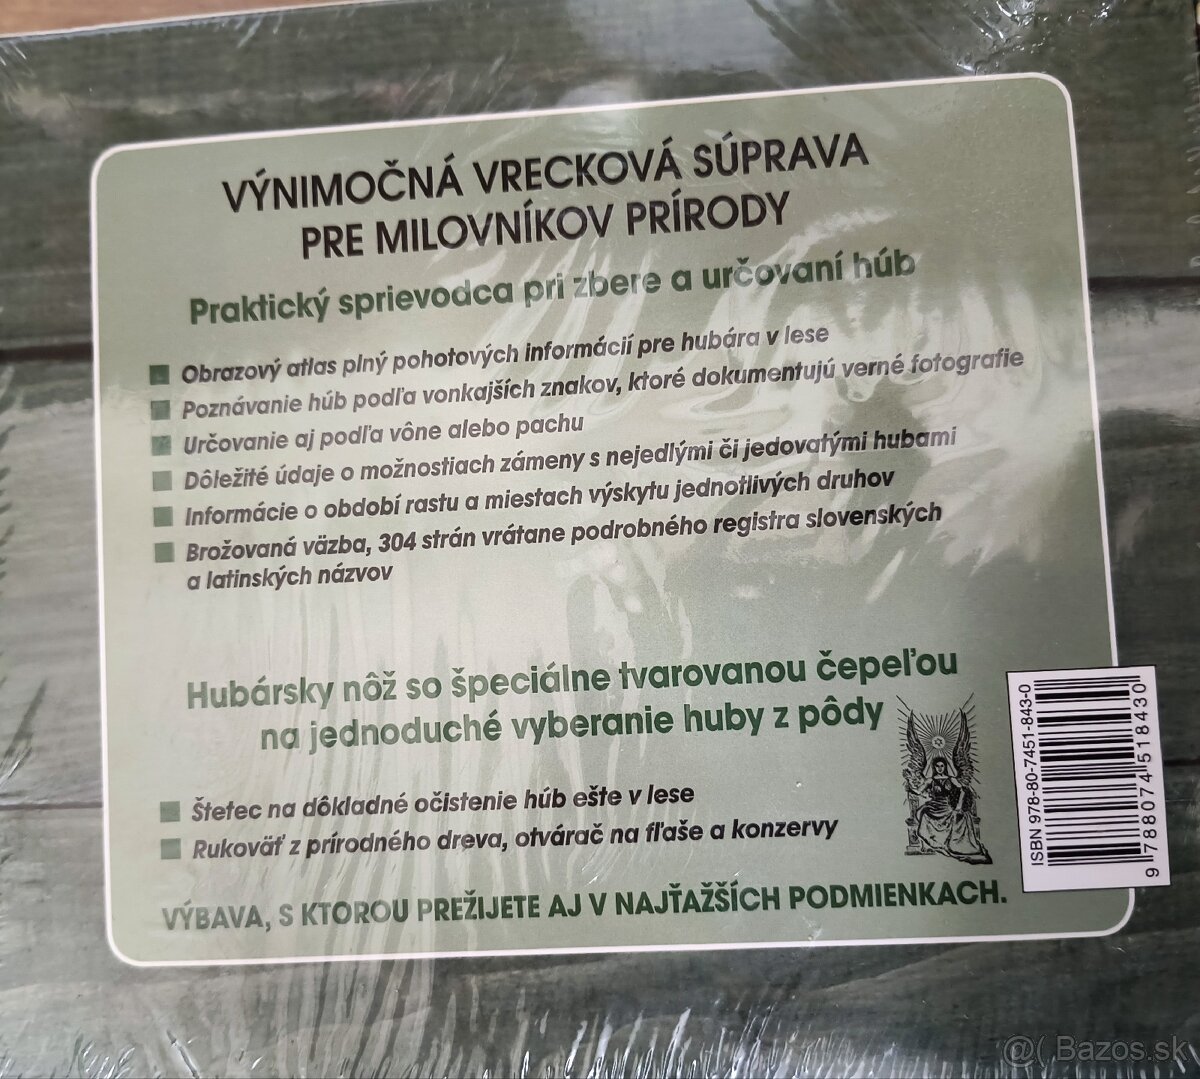 VÝNIMOČNÁ VRECKOVÁ SÚPRAVA
PRE MILOVNÍKOV PRÍRODY
Praktický sprievodca pri zbere a určovaní húb
Obrazový atlas plný pohotových informácií pre hubára v lese
Poznávanie húb podľa vonkajších znakov, ktoré dokumentujú verné fotografie
Určovanie aj podľa vône alebo pachu
Dôležité údaje o možnostiach zámeny s nejedlými či jedovatými hubami
Informácie o období rastu a miestach výskytu jednotlivých druhov
Brožovaná väzba, 304 strán vrátane podrobného registra slovenských
a latinských názvov
Hubársky nôž so špeciálne tvarovanou čepeľou
na jednoduché vyberanie huby z pôdy
Štetec na dôkladné očistenie húb ešte v lese
Rukoväť z prírodného dreva, otvárač na fľaše a konzervy
VÝBAVA, S KTOROU PREŽIJETE AJ V NAJŤAŽŠÍCH PODMIENKACH.
ISBN 978-80-7451-843-0
9 788074 518430
@( Bazos.sk